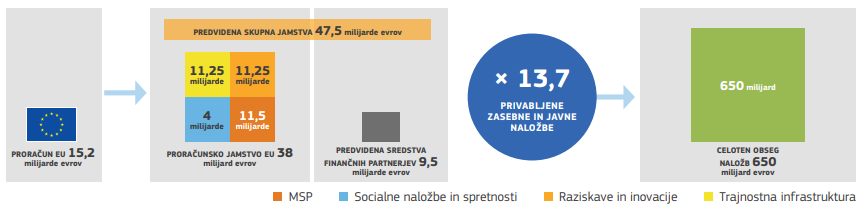 PREDVIDENA SKUPNA JAMSTVA 47,5 milijarde evrov
11,25
milijarde
11,25
milijarde
4
milijarde
11,5
milijarde
PRORAČUN EU 15,2
milijarde evrov
PRORAČUNSKO JAMSTVO EU 38
milijard evrov
PREDVIDENA SREDSTVA
FINANČNIH PARTNERJEV 9,5
milijarde evrov
× 13,7
PRIVABLJENE
ZASEBNE IN JAVNE
NALOŽBE
650 milijard
CELOTEN OBSEG
NALOŽB 650
milijard evrov
MSP
Socialne naložbe in spretnosti
Raziskave in inovacije
Trajnostna infrastruktura